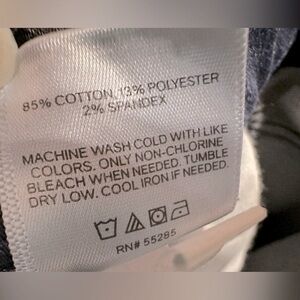 85% COTTON, 13% POLYESTER
2% SPANDEX
MACHINE WASH COLD WITH LIKE
COLORS. ONLY NON-CHLORINE
BLEACH WHEN NEEDED. TUMBLE
DRY LOW. COOL IRON IF NEEDED.
RN# 55285